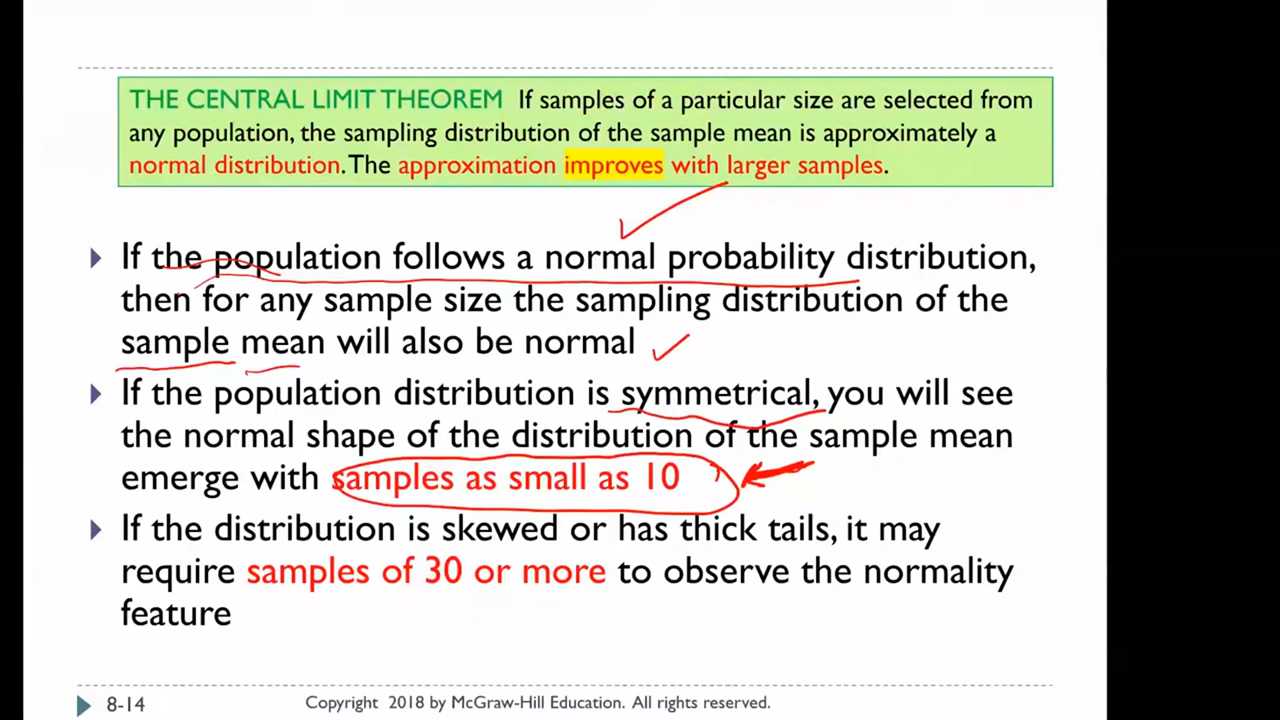 THE CENTRAL LIMIT THEOREM If samples of a particular size are selected from
any population, the sampling distribution of the sample mean is approximately a
normal distribution. The approximation improves with larger samples.
If the population follows a normal probability distribution,
then for any sample size the sampling distribution of the
sample mean will also be normal
If the population distribution is symmetrical, you will see
the normal shape of the distribution of the sample mean
emerge with samples as small as 10
If the distribution is skewed or has thick tails, it may
require samples of 30 or more to observe the normality
feature
8-14
Copyright 2018 by McGraw-Hill Education. All rights reserved.